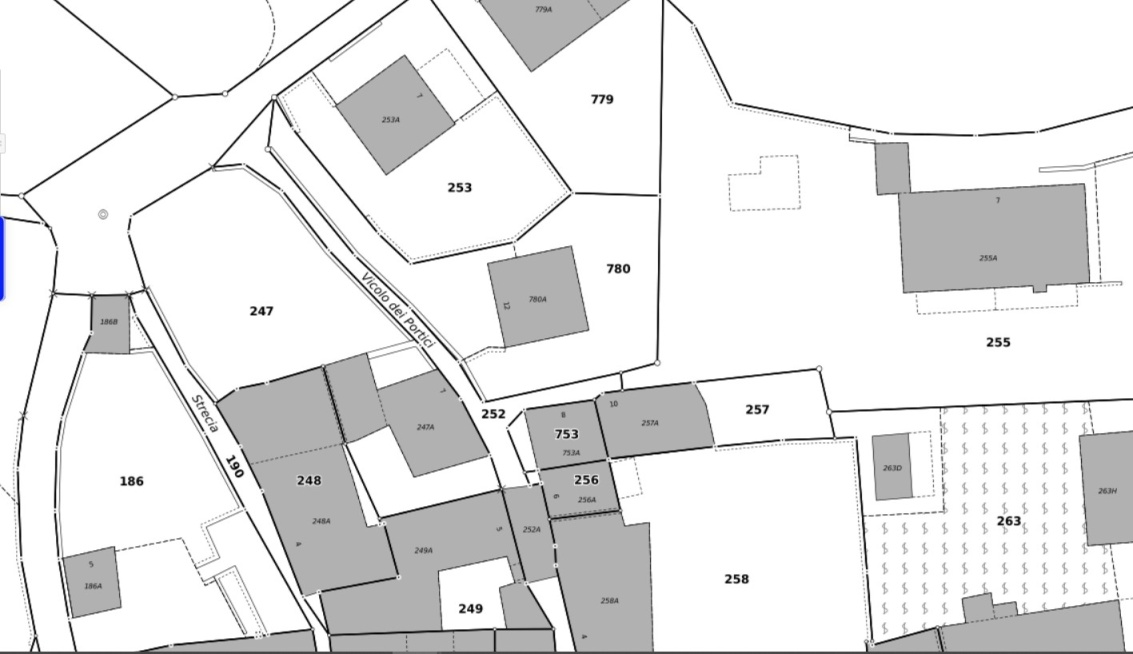 779A
779
7
253A
253
7
255A
780
12
780A
186B
247
Vicolo dei Portici
255
7
247A
252
8
753
753A
10
257A
257
Strecia
190
248
248A
4
186
5
186A
256
6
256A
263D
263
263H
5
252A
249A
249
258
258A
4